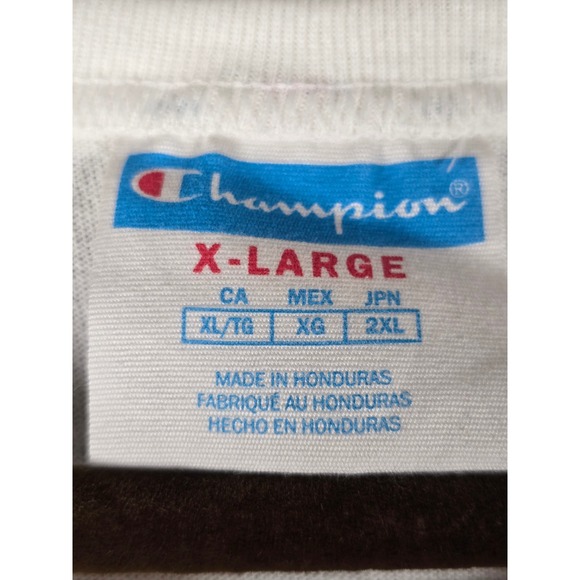 Champion®
X-LARGE
CA MEX JPN
XL/TG XG 2XL
MADE IN HONDURAS
FABRIQUÉ AU HONDURAS
HECHO EN HONDURAS